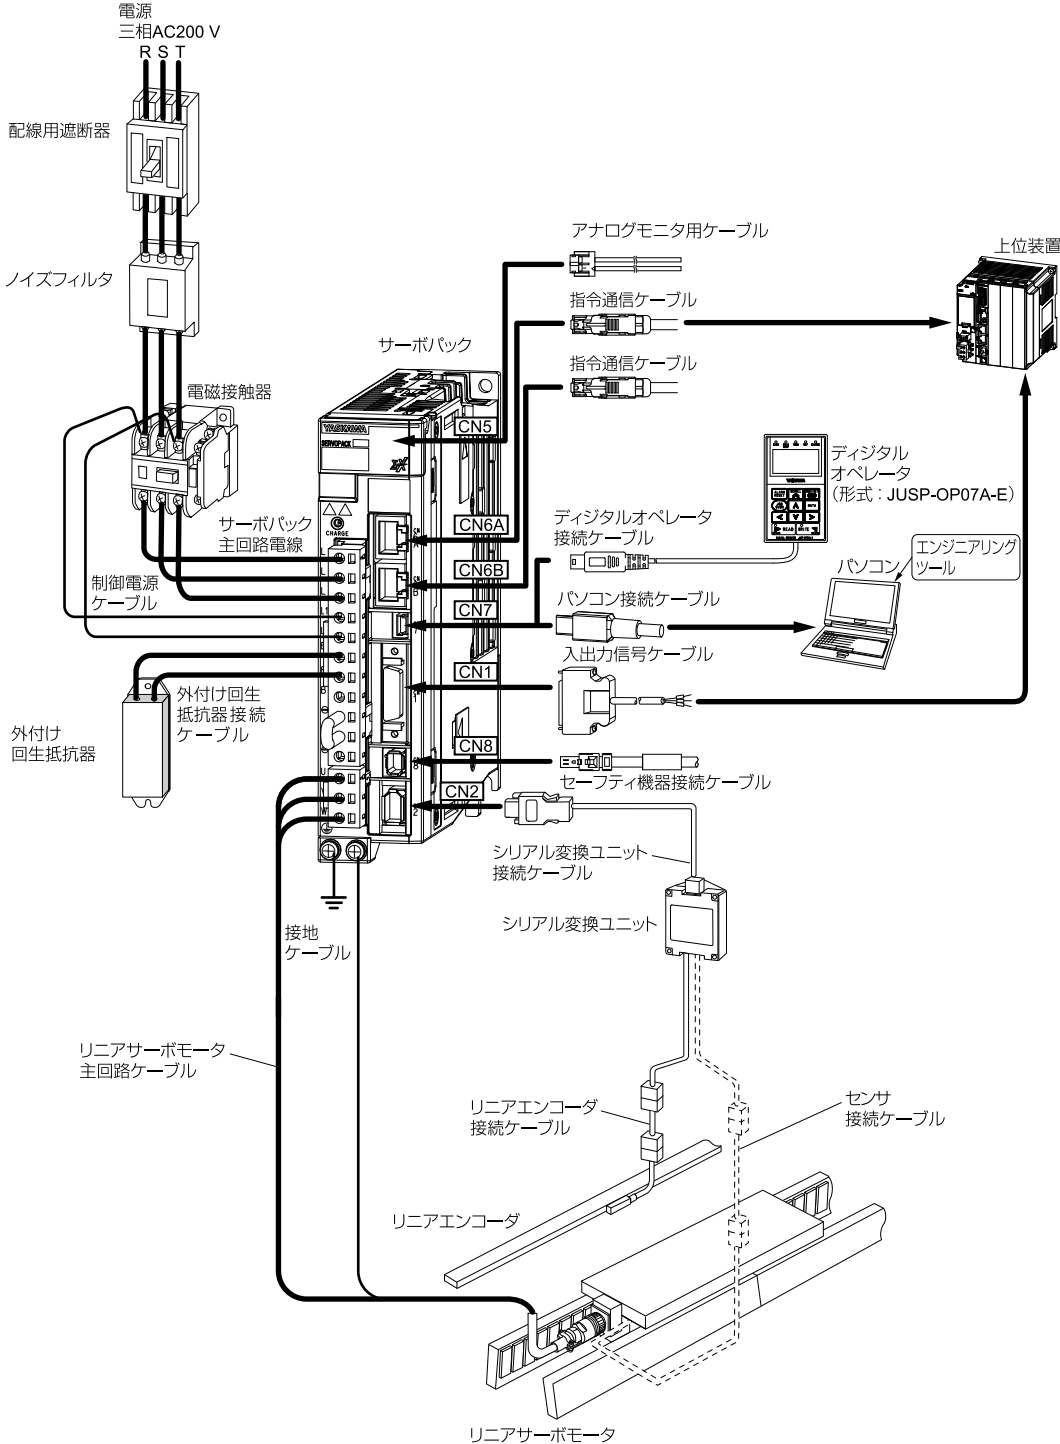 電源
三相AC200 V
R S T
配線用遮断器
ノイズフィルタ
電磁接触器
サーボパック
主回路電線
制御電源
ケーブル
外付け回生
抵抗器接続
ケーブル
外付け
回生抵抗器
サーボパック
YASKAWA
SERVOPACK
CHARGE
CN5
CN6A
CN6B
CN7
CN1
CN8
CN2
アナログモニタ用ケーブル
指令通信ケーブル
指令通信ケーブル
上位装置
ディジタル
オペレータ
(形式:JUSP-OP07A-E)
ディジタルオペレータ
接続ケーブル
パソコン
エンジニアリング
ツール
パソコン接続ケーブル
入出力信号ケーブル
セーフティ機器接続ケーブル
シリアル変換ユニット
接続ケーブル
シリアル変換ユニット
接地
ケーブル
リニアサーボモータ
主回路ケーブル
リニアエンコーダ
接続ケーブル
センサ
接続ケーブル
リニアエンコーダ
リニアサーボモータ